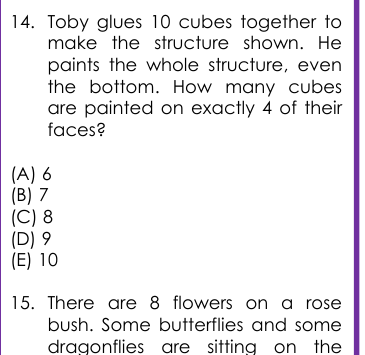 14. Toby glues 10 cubes together to
make the structure shown. He
paints the whole structure, even
the bottom. How many cubes
are painted on exactly 4 of their
faces?
(A) 6
(B) 7
(C) 8
(D) 9
(E) 10
15. There are 8 flowers on a rose
bush. Some butterflies and some
dragonflies are sitting on the